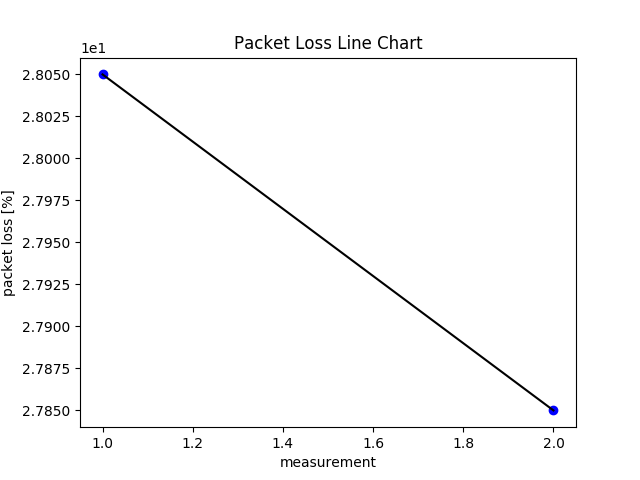 Packet Loss Line Chart
1e1
2.8050
2.8025
2.8000
2.7975
2.7950
2.7925
2.7900
2.7875
2.7850
packet loss [%]
1.0 1.2 1.4 1.6 1.8 2.0
measurement